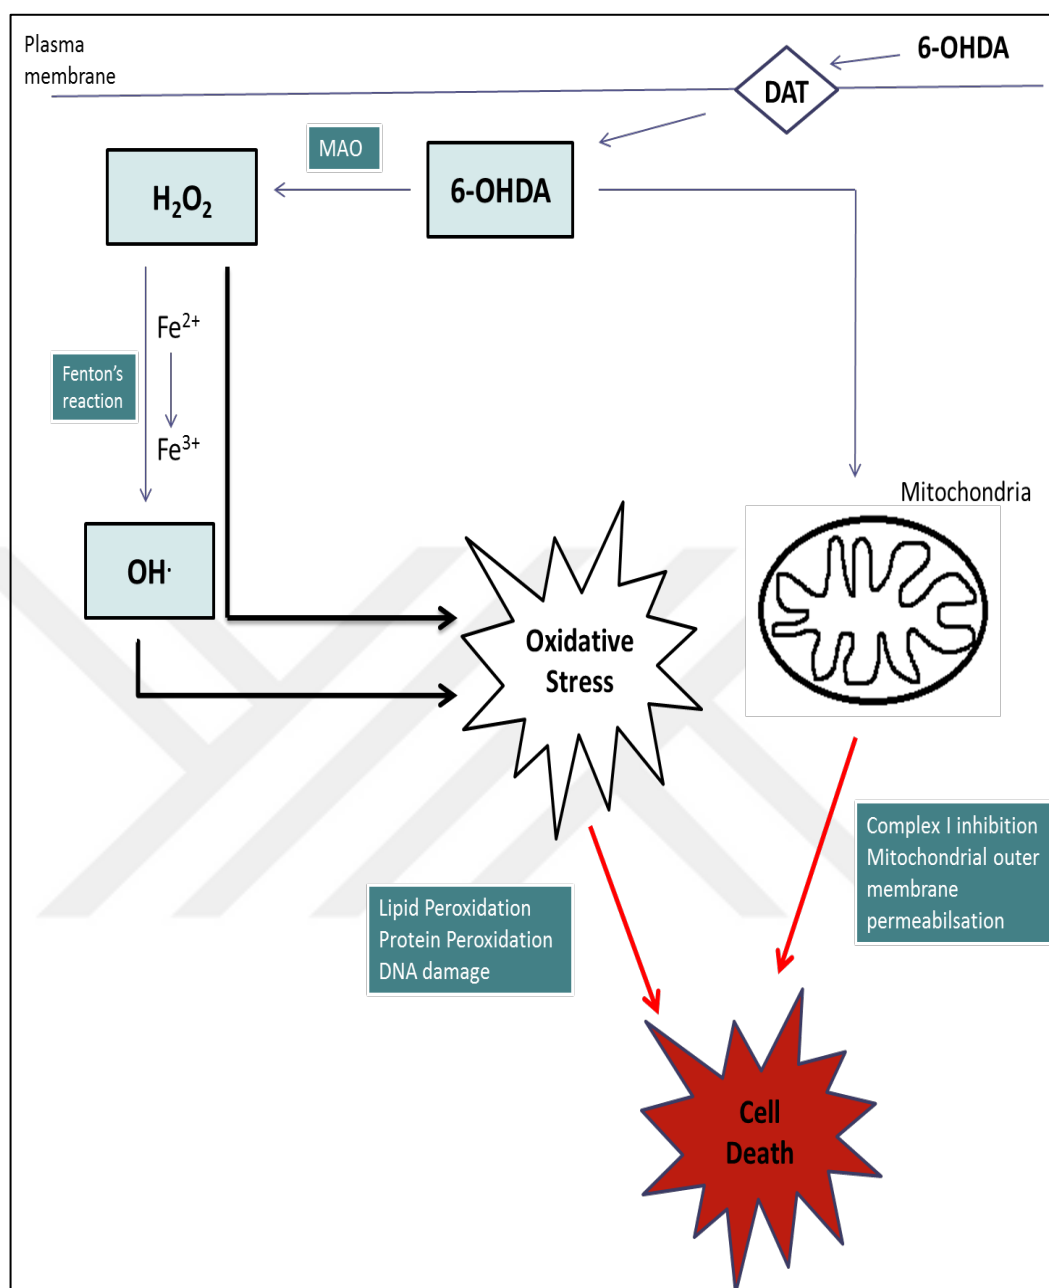 Plasma
membrane
6-OHDA
DAT
MAO
H₂O₂
6-OHDA
Fe²⁺
Fenton's
reaction
Fe³⁺
Mitochondria
OH·
Oxidative
Stress
Complex I inhibition
Mitochondrial outer
membrane
permeabilsation
Lipid Peroxidation
Protein Peroxidation
DNA damage
Cell
Death